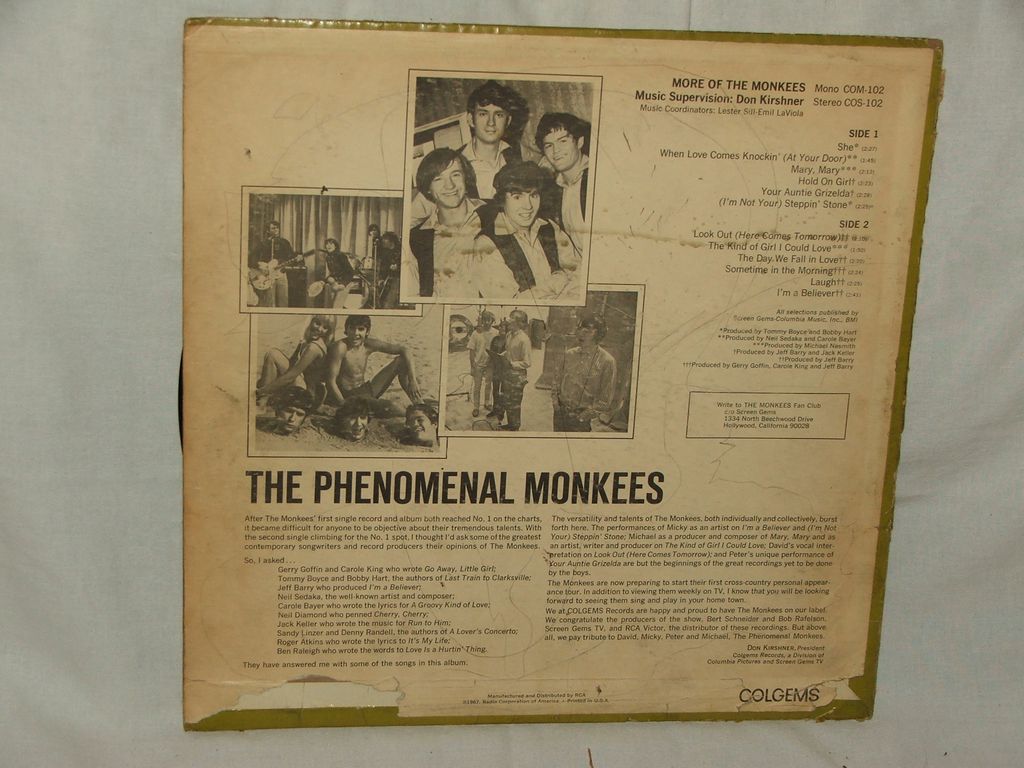 MORE OF THE MONKEES Mono COM-102
Music Supervision: Don Kirshner Stereo COS-102
Music Coordinators: Lester Sill-Emil LaViola
SIDE 1
She* (2:27)
When Love Comes Knockin' (At Your Door)** (1:45)
Mary, Mary*** (2:12)
Hold On Girl† (2:23)
Your Auntie Grizelda† (2:28)
(I'm Not Your) Steppin' Stone* (2:25)
SIDE 2
Look Out (Here Comes Tomorrow)
The Kind of Girl I Could Love***
The Day We Fall in Love††
Sometime in the Morning††† (2:24)
Laugh†† (2:25)
I'm a Believer†† (2:41)
All selections published by
Screen Gems-Columbia Music, Inc., BMI
*Produced by Tommy Boyce and Bobby Hart
**Produced by Neil Sedaka and Carole Bayer
***Produced by Michael Nesmith
†Produced by Jeff Barry and Jack Keller
††Produced by Jeff Barry
†††Produced by Gerry Goffin, Carole King and Jeff Barry
Write to THE MONKEES Fan Club
c/o Screen Gems
1334 North Beechwood Drive
Hollywood, California 90028
THE PHENOMENAL MONKEES
After The Monkees' first single record and album both reached No. 1 on the charts,
it became difficult for anyone to be objective about their tremendous talents. With
the second single climbing for the No. 1 spot, I thought I'd ask some of the greatest
contemporary songwriters and record producers their opinions of The Monkees.
So, I asked...
Gerry Goffin and Carole King who wrote Go Away, Little Girl;
Tommy Boyce and Bobby Hart, the authors of Last Train to Clarksville;
Jeff Barry who produced I'm a Believer;
Neil Sedaka, the well-known artist and composer;
Carole Bayer who wrote the lyrics for A Groovy Kind of Love;
Neil Diamond who penned Cherry, Cherry;
Jack Keller who wrote the music for Run to Him;
Sandy Linzer and Denny Randell, the authors of A Lover's Concerto;
Roger Atkins who wrote the lyrics to It's My Life;
Ben Raleigh who wrote the words to Love Is a Hurtin' Thing.
They have answered me with some of the songs in this album.
The versatility and talents of The Monkees, both individually and collectively, burst
forth here. The performances of Micky as an artist on I'm a Believer and (I'm Not
Your) Steppin' Stone; Michael as a producer and composer of Mary, Mary and as
an artist, writer and producer on The Kind of Girl I Could Love; David's vocal inter-
pretation on Look Out (Here Comes Tomorrow); and Peter's unique performance of
Your Auntie Grizelda are but the beginnings of the great recordings yet to be done
by the boys.
The Monkees are now preparing to start their first cross-country personal appear-
ance tour. In addition to viewing them weekly on TV, I know that you will be looking
forward to seeing them sing and play in your home town.
We at COLGEMS Records are happy and proud to have The Monkees on our label.
We congratulate the producers of the show, Bert Schneider and Bob Rafelson,
Screen Gems TV, and RCA Victor, the distributor of these recordings. But above
all, we pay tribute to David, Micky, Peter and Michael, The Phenomenal Monkees.
DON KIRSHNER, President
Colgems Records, a Division of
Columbia Pictures and Screen Gems TV
Manufactured and Distributed by RCA
©1967, Radio Corporation of America • Printed in U.S.A.
COLGEMS